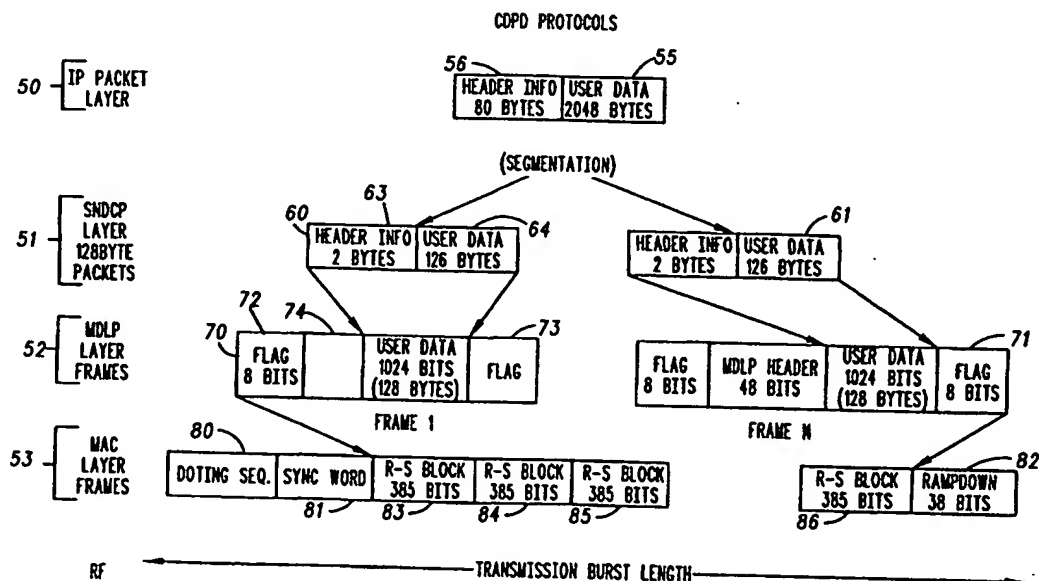 CDPD PROTOCOLS
56
55
50
IP PACKET
LAYER
HEADER INFO
80 BYTES
USER DATA
2048 BYTES
(SEGMENTATION)
51
SNDCP
LAYER
128BYTE
PACKETS
60
63
64
61
HEADER INFO
2 BYTES
USER DATA
126 BYTES
HEADER INFO
2 BYTES
USER DATA
126 BYTES
52
MDLP
LAYER
FRAMES
70
72
74
73
71
FLAG
8 BITS
USER DATA
1024 BITS
(128 BYTES)
FLAG
FLAG
8 BITS
MDLP HEADER
48 BITS
USER DATA
1024 BITS
(128 BYTES)
FLAG
8 BITS
FRAME 1
FRAME N
53
MAC
LAYER
FRAMES
80
82
DOTING SEQ.
SYNC WORD
R-S BLOCK
385 BITS
R-S BLOCK
385 BITS
R-S BLOCK
385 BITS
R-S BLOCK
385 BITS
RAMPDOWN
38 BITS
81
83
84
85
86
RF
TRANSMISSION BURST LENGTH